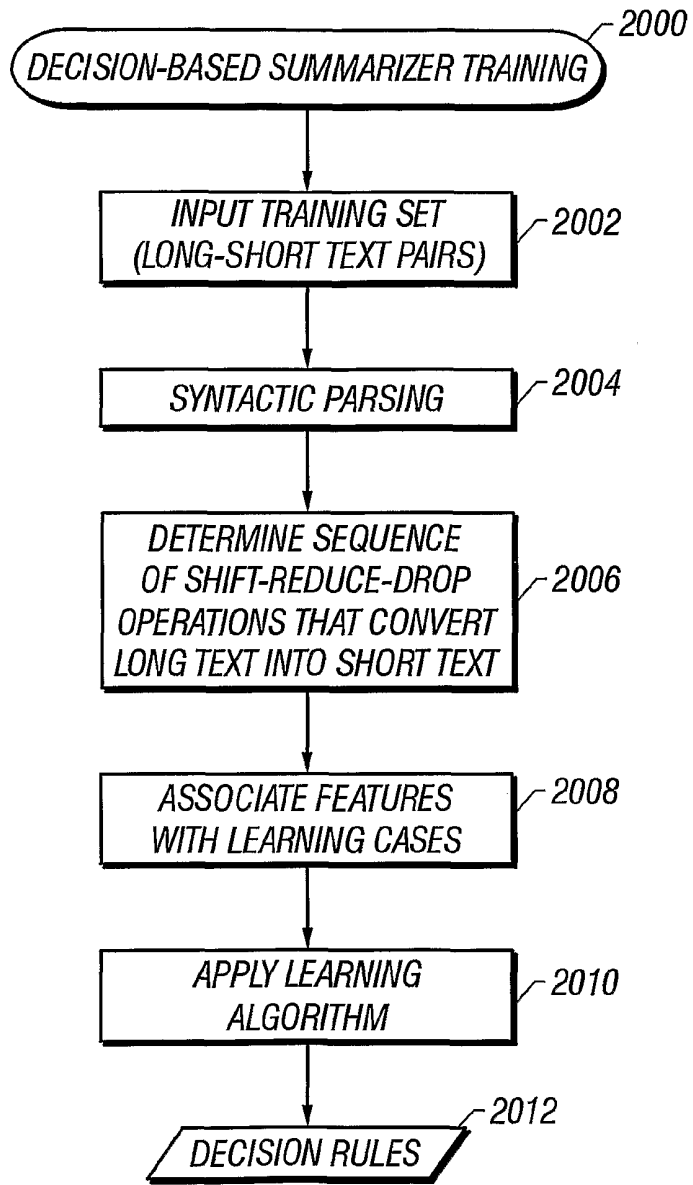 2000
DECISION-BASED SUMMARIZER TRAINING
INPUT TRAINING SET
(LONG-SHORT TEXT PAIRS)
2002
SYNTACTIC PARSING
2004
DETERMINE SEQUENCE
OF SHIFT-REDUCE-DROP
OPERATIONS THAT CONVERT
LONG TEXT INTO SHORT TEXT
2006
ASSOCIATE FEATURES
WITH LEARNING CASES
2008
APPLY LEARNING
ALGORITHM
2010
2012
DECISION RULES